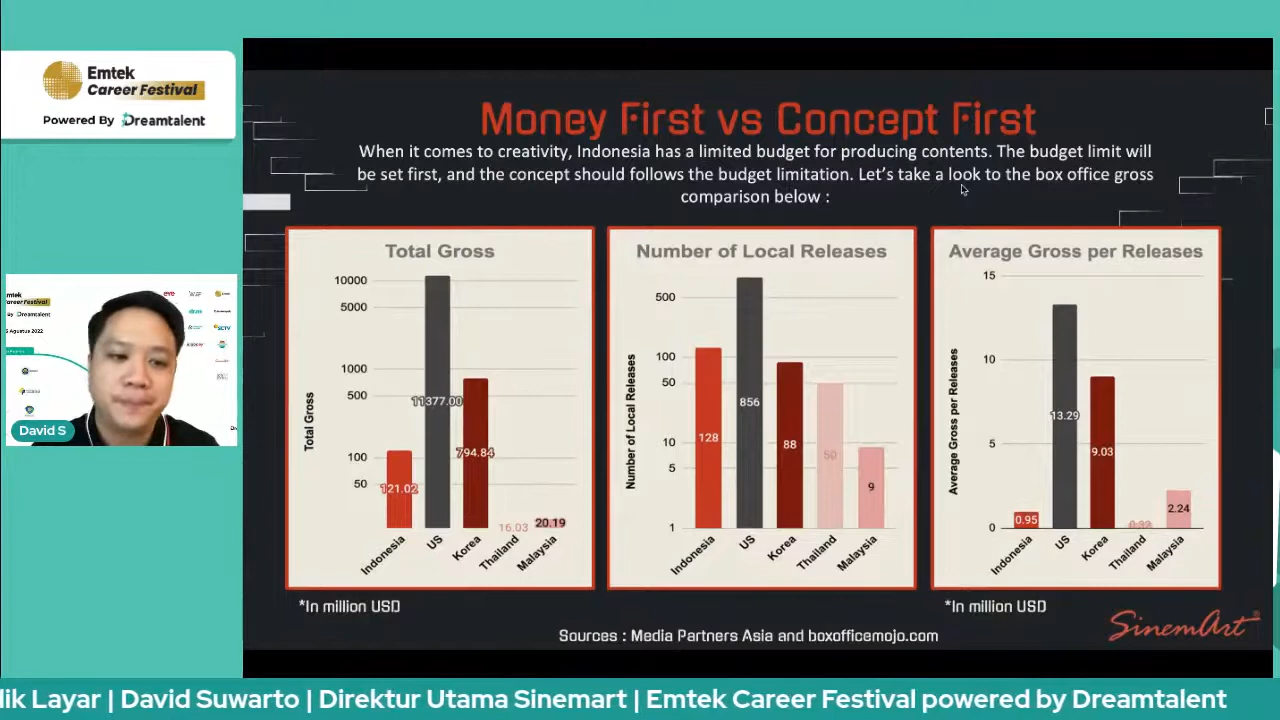 Emtek
Career Festival
Powered By Dreamtalent
Money First vs Concept First
When it comes to creativity, Indonesia has a limited budget for producing contents. The budget limit will
be set first, and the concept should follows the budget limitation. Let's take a look to the box office gross
comparison below :
Total Gross
10000
5000
1000
500
100
50
Total Gross
121.02
11377.00
794.84
16.03
20.19
Indonesia
US
Korea
Thailand
Malaysia
*In million USD
Number of Local Releases
500
100
50
10
5
1
Number of Local Releases
128
856
88
50
9
Indonesia
US
Korea
Thailand
Malaysia
Average Gross per Releases
15
10
5
0
Average Gross per Releases
0.95
13.29
9.03
2.24
Indonesia
US
Korea
Thailand
Malaysia
*In million USD
Sources : Media Partners Asia and boxofficemojo.com
SinemArt
eve
SCTV
Agustus 2022
David S
lik Layar | David Suwarto | Direktur Utama Sinemart | Emtek Career Festival powered by Dreamtalent